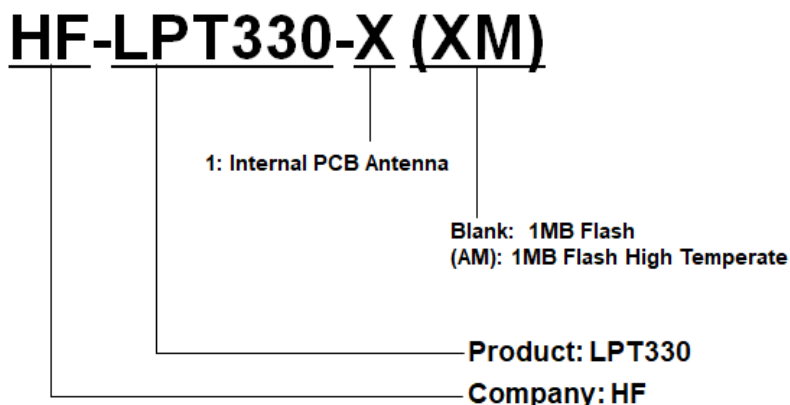 HF-LPT330-X (XM)
1: Internal PCB Antenna
Blank: 1MB Flash
(AM): 1MB Flash High Temperate
Product: LPT330
Company: HF